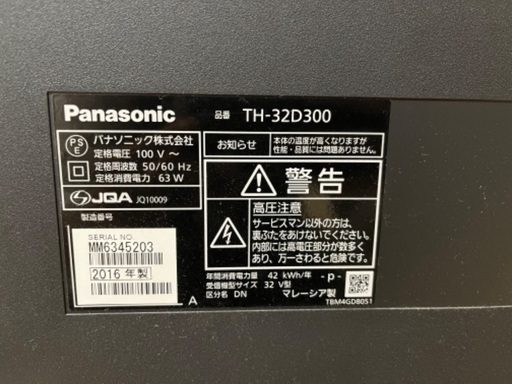 Panasonic
品番 TH-32D300
PS
E
パナソニック株式会社
定格電圧 100 V ～
定格周波数 50/60 Hz
定格消費電力 63 W
JQA JQ10009
製造番号
SERIAL NO.
MM6345203
2016 年製
A
お知らせ
本体の温度が高くなりますが
性能・品質には問題ありません。
警告
高圧注意
サービスマン以外の方は、
裏ぶたをあけないでください。
内部には高電圧部分が数多く
あり、万一さわると危険です。
年間消費電力量 42 kWh/年 -p-
受信機型サイズ 32 V型
区分名 DN マレーシア製
TBM4GD8051